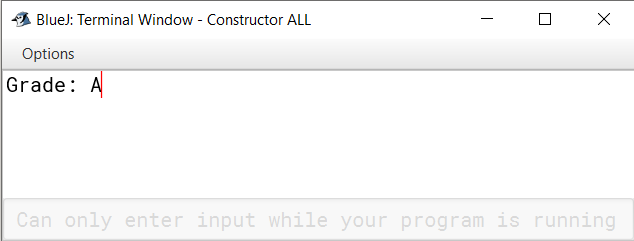 BlueJ: Terminal Window - Constructor ALL
Options
Grade: A
Can only enter input while your program is running